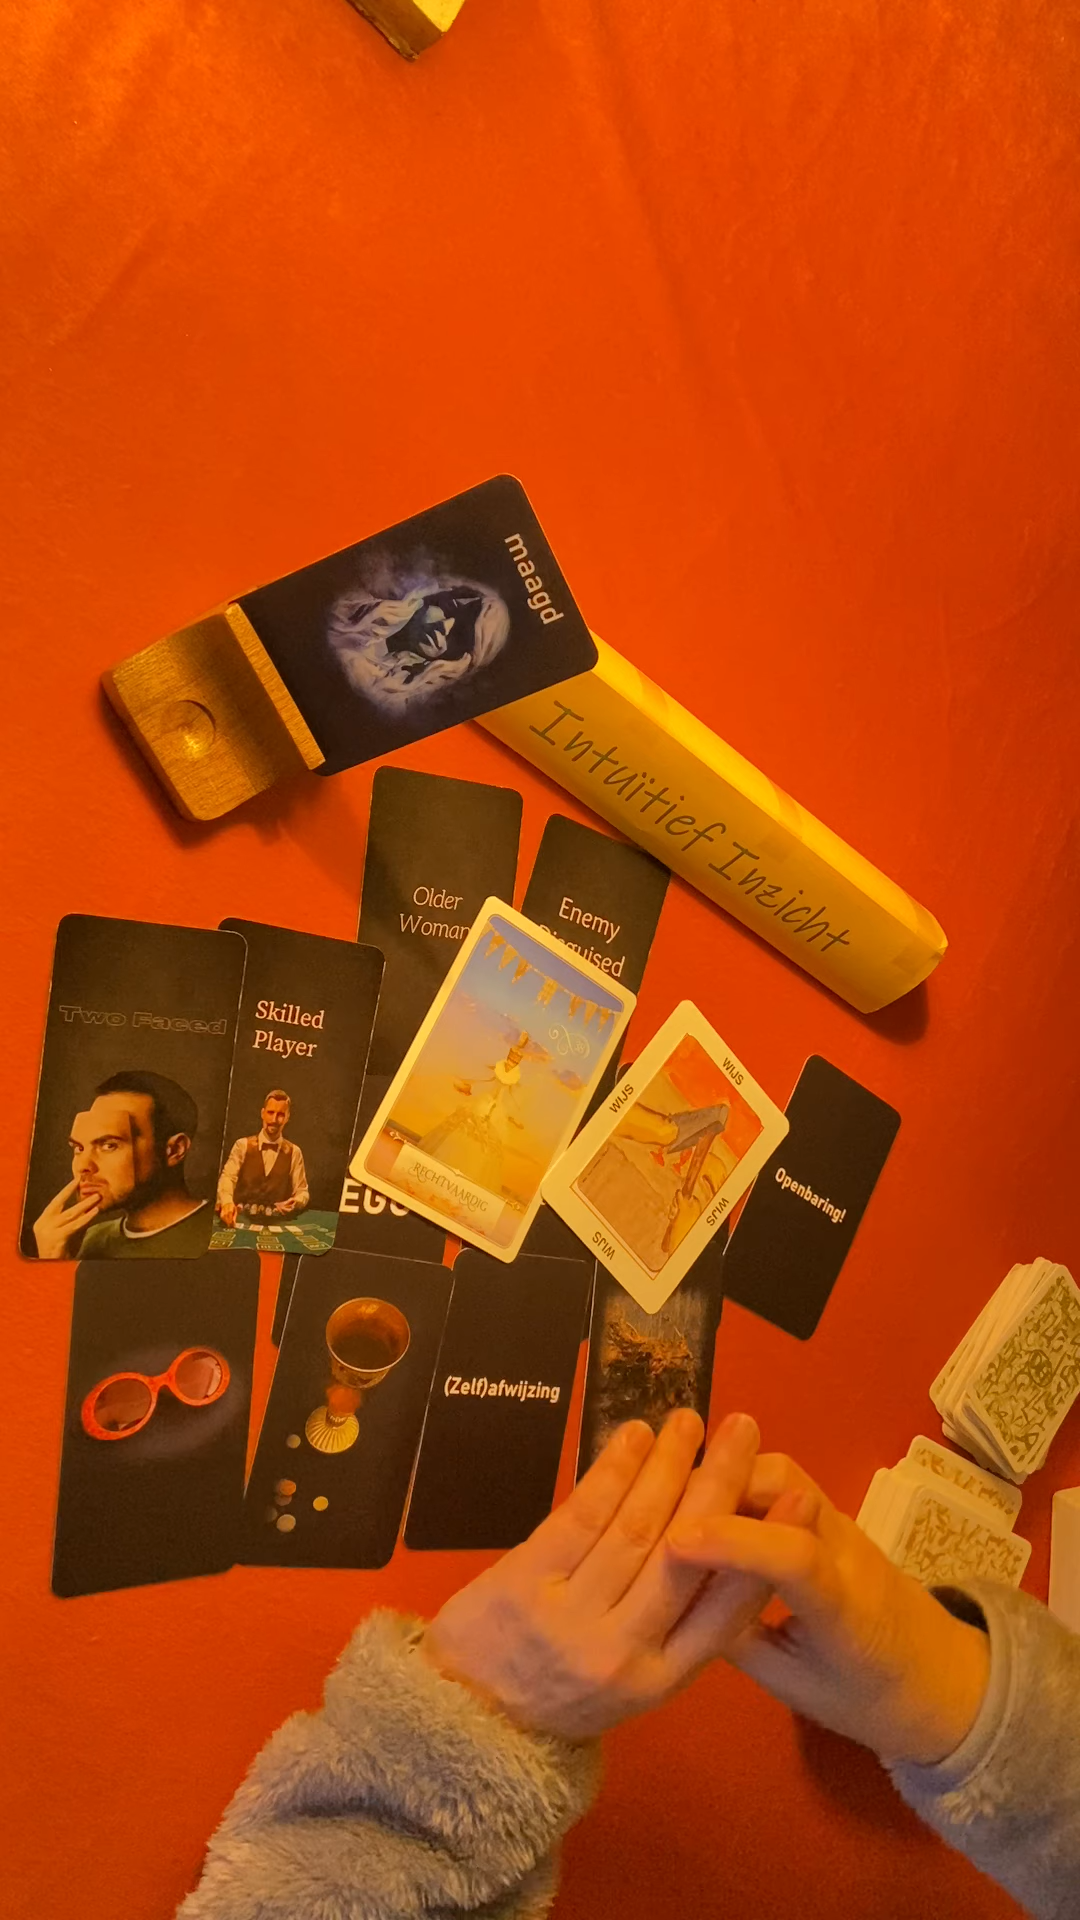 maagd
Intuïtief Inzicht
Older
Woman
Enemy
Disguised
Two Faced
Skilled
Player
RECHTVAARDIG
WIJS
WIJS
WIJS
WIJS
Openbaring!
EGO
(Zelf)afwijzing